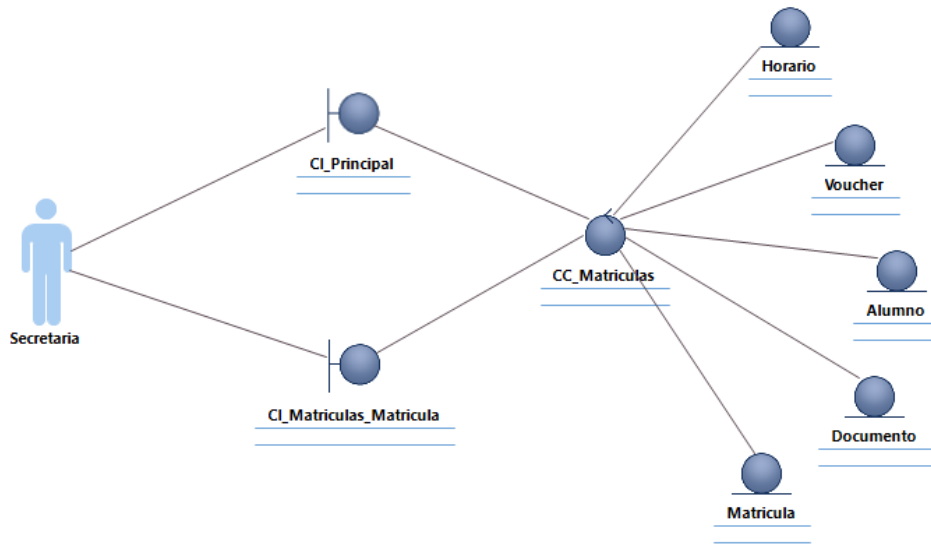 Horario
CI_Principal
Voucher
CC_Matriculas
Alumno
Secretaria
CI_Matriculas_Matricula
Documento
Matricula